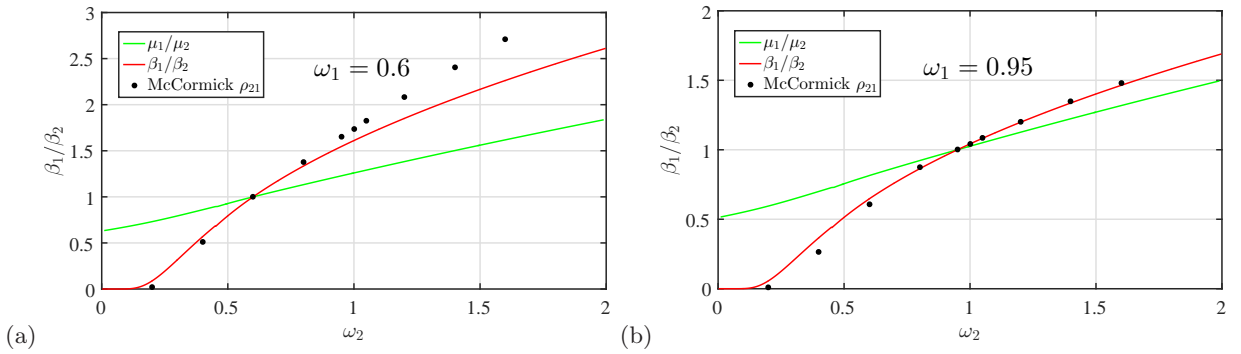 3
2.5
2
1.5
1
0.5
0
β₁/β₂
μ₁/μ₂
β₁/β₂
McCormick ρ₂₁
ω₁ = 0.6
0 0.5 1 1.5 2
ω₂
(a)
2
1.5
1
0.5
0
β₁/β₂
μ₁/μ₂
β₁/β₂
McCormick ρ₂₁
ω₁ = 0.95
0 0.5 1 1.5 2
ω₂
(b)